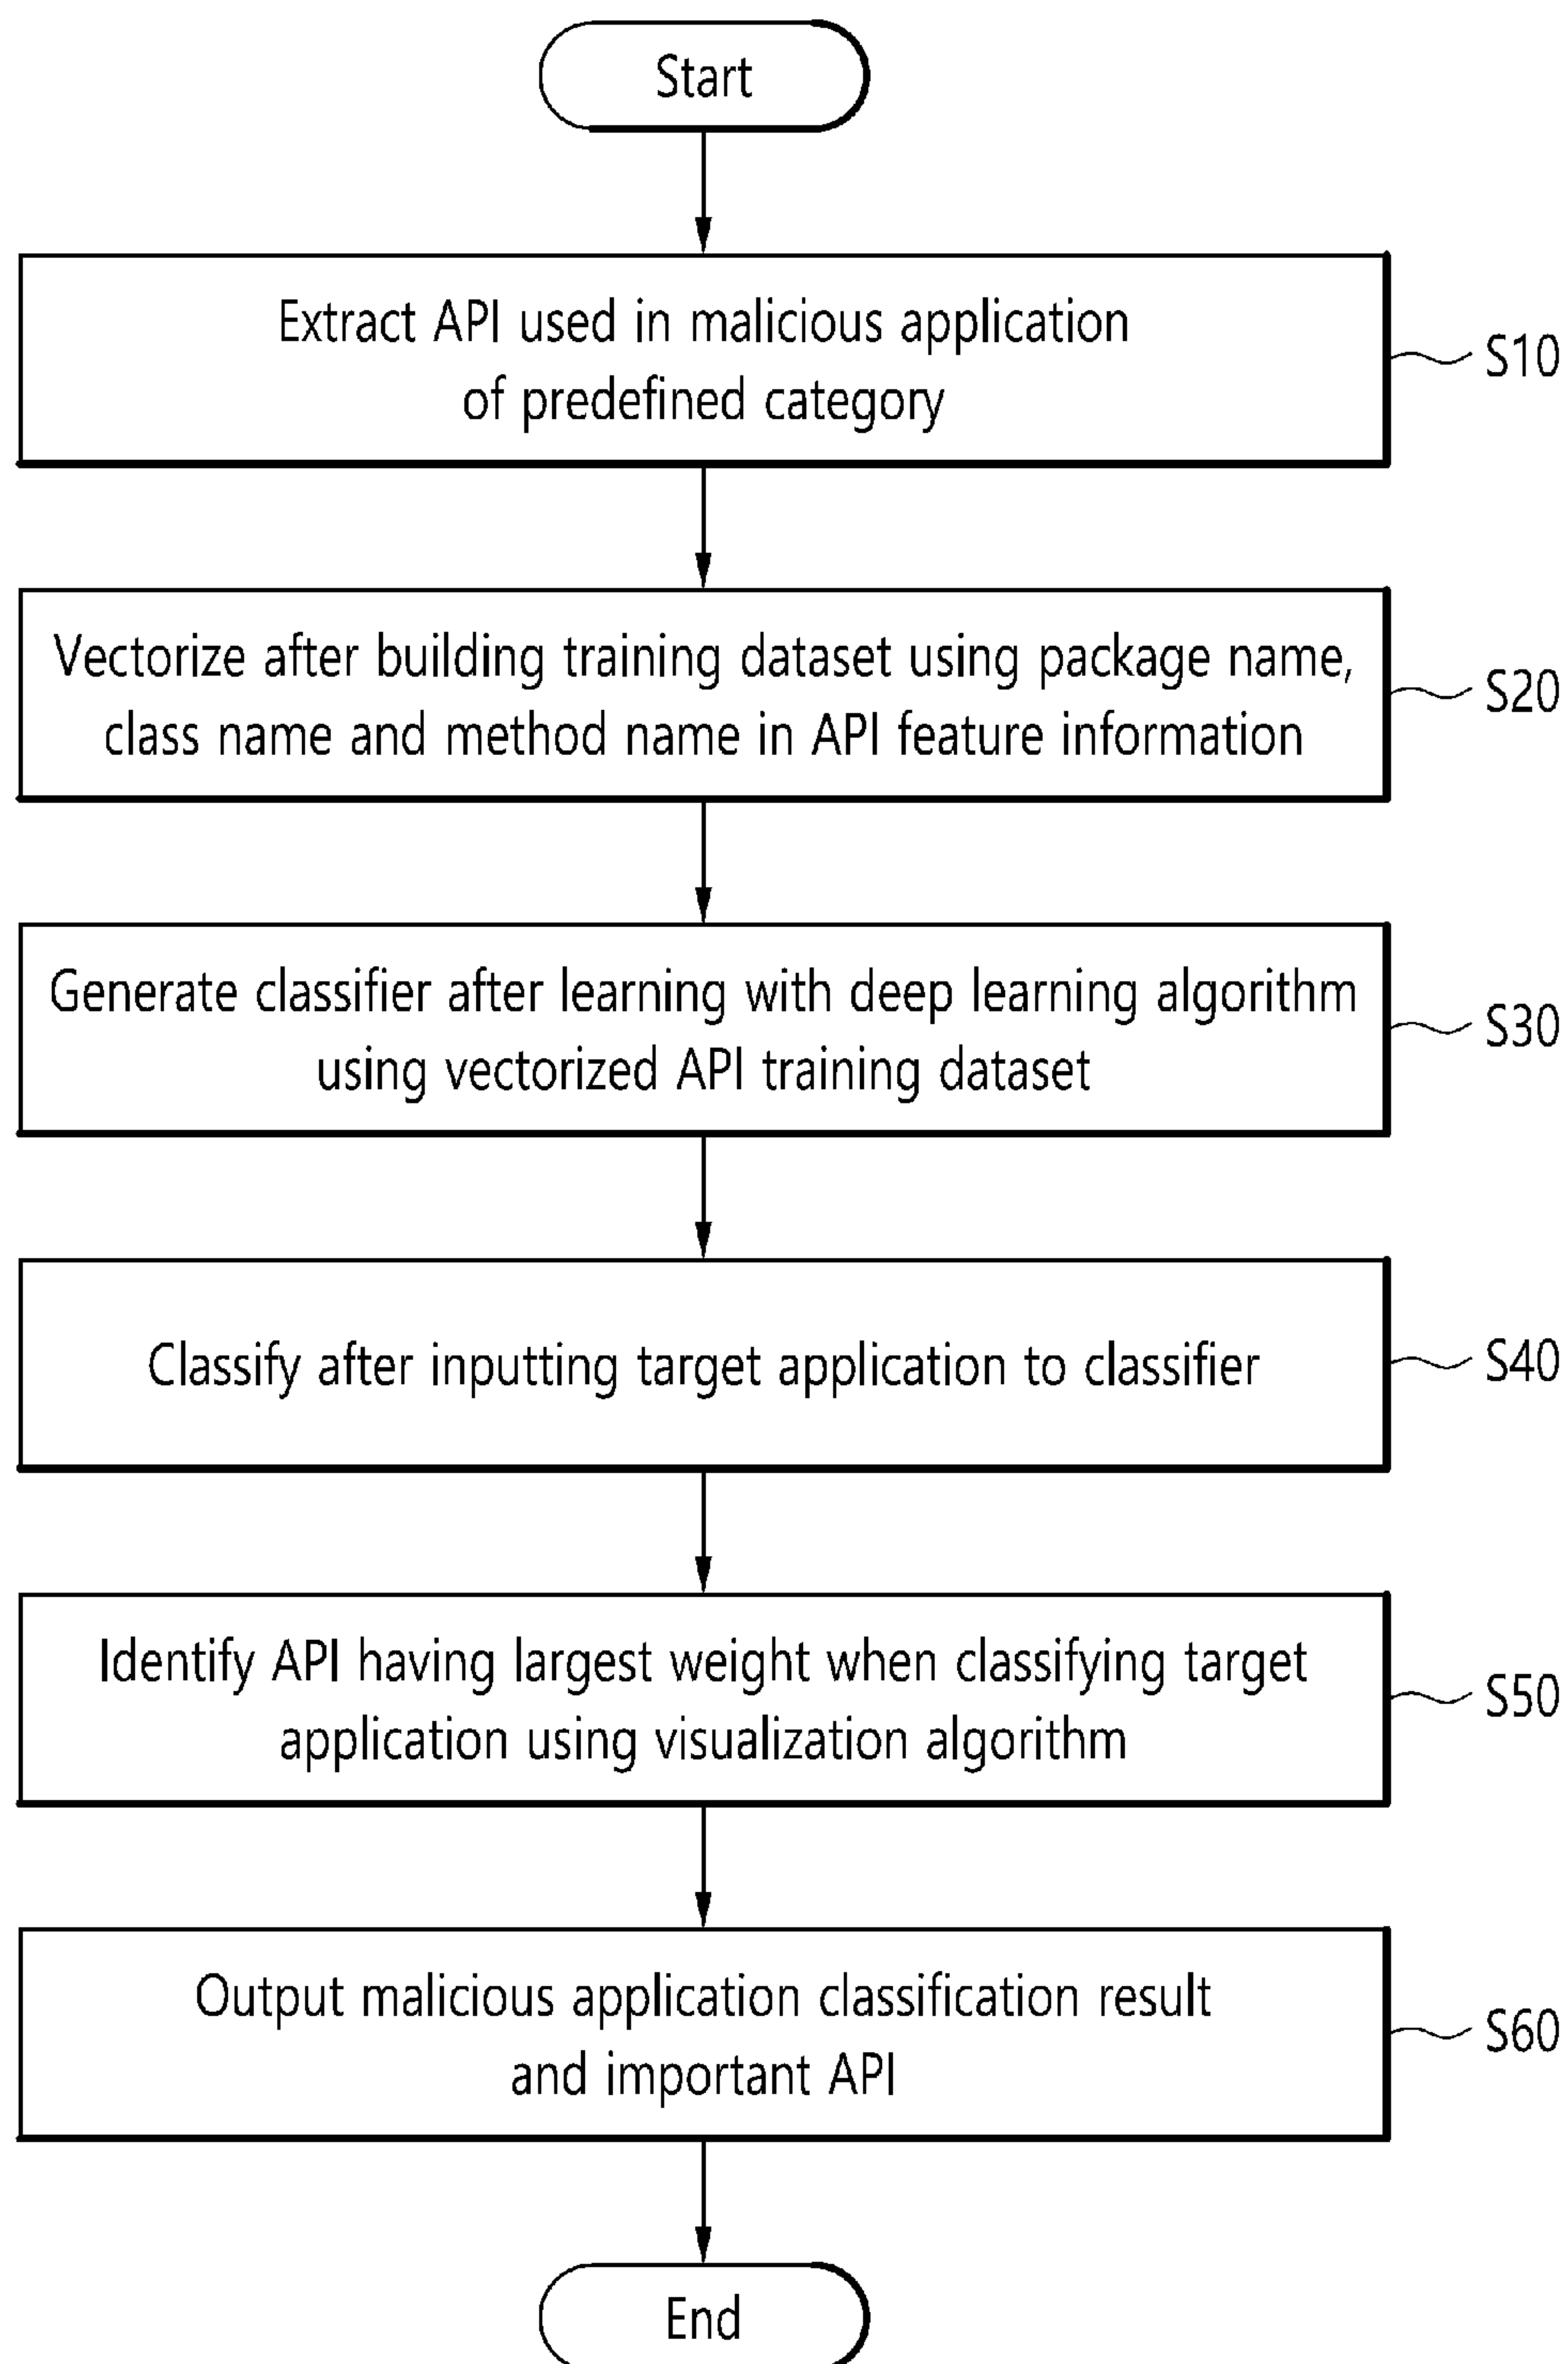 Start
Extract API used in malicious application
of predefined category
S10
Vectorize after building training dataset using package name,
class name and method name in API feature information
S20
Generate classifier after learning with deep learning algorithm
using vectorized API training dataset
S30
Classify after inputting target application to classifier
S40
Identify API having largest weight when classifying target
application using visualization algorithm
S50
Output malicious application classification result
and important API
S60
End